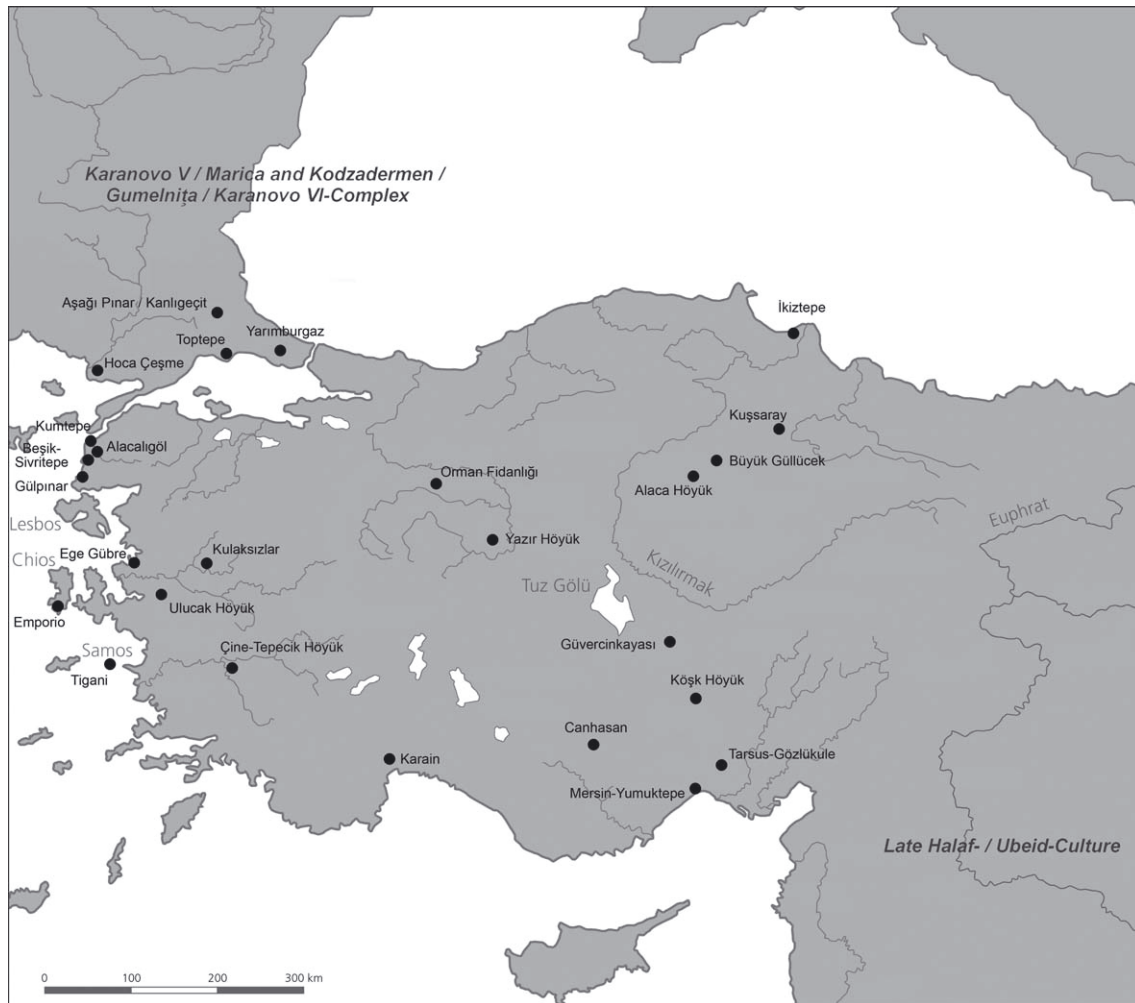 Karanovo V / Marica and Kodzadermen /
Gumelniţa / Karanovo VI-Complex
Aşağı Pınar / Kanlıgeçit
İkiztepe
Toptepe
Yarımburgaz
Hoca Çeşme
Kumtepe
Alacalıgöl
Beşik-
Sivritepe
Gülpınar
Kuşsaray
Büyük Güllücek
Alaca Höyük
Orman Fidanlığı
Lesbos
Euphrat
Yazır Höyük
Chios
Ege Gübre
Kulaksızlar
Kızılırmak
Tuz Gölü
Ulucak Höyük
Emporio
Samos
Çine-Tepecik Höyük
Güvercinkayası
Tigani
Köşk Höyük
Canhasan
Karain
Tarsus-Gözlükule
Mersin-Yumuktepe
Late Halaf- / Ubeid-Culture
0 100 200 300 km